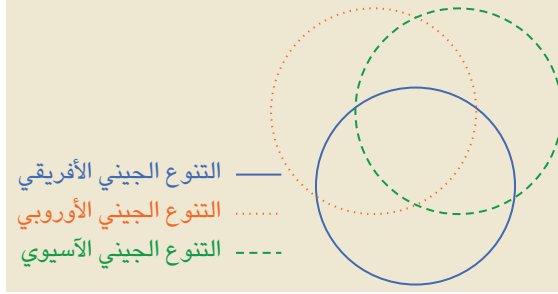 التنوع الجيني الأفريقي
التنوع الجيني الأوروبي
التنوع الجيني الآسيوي